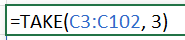 =TAKE(C3:C102, 3)